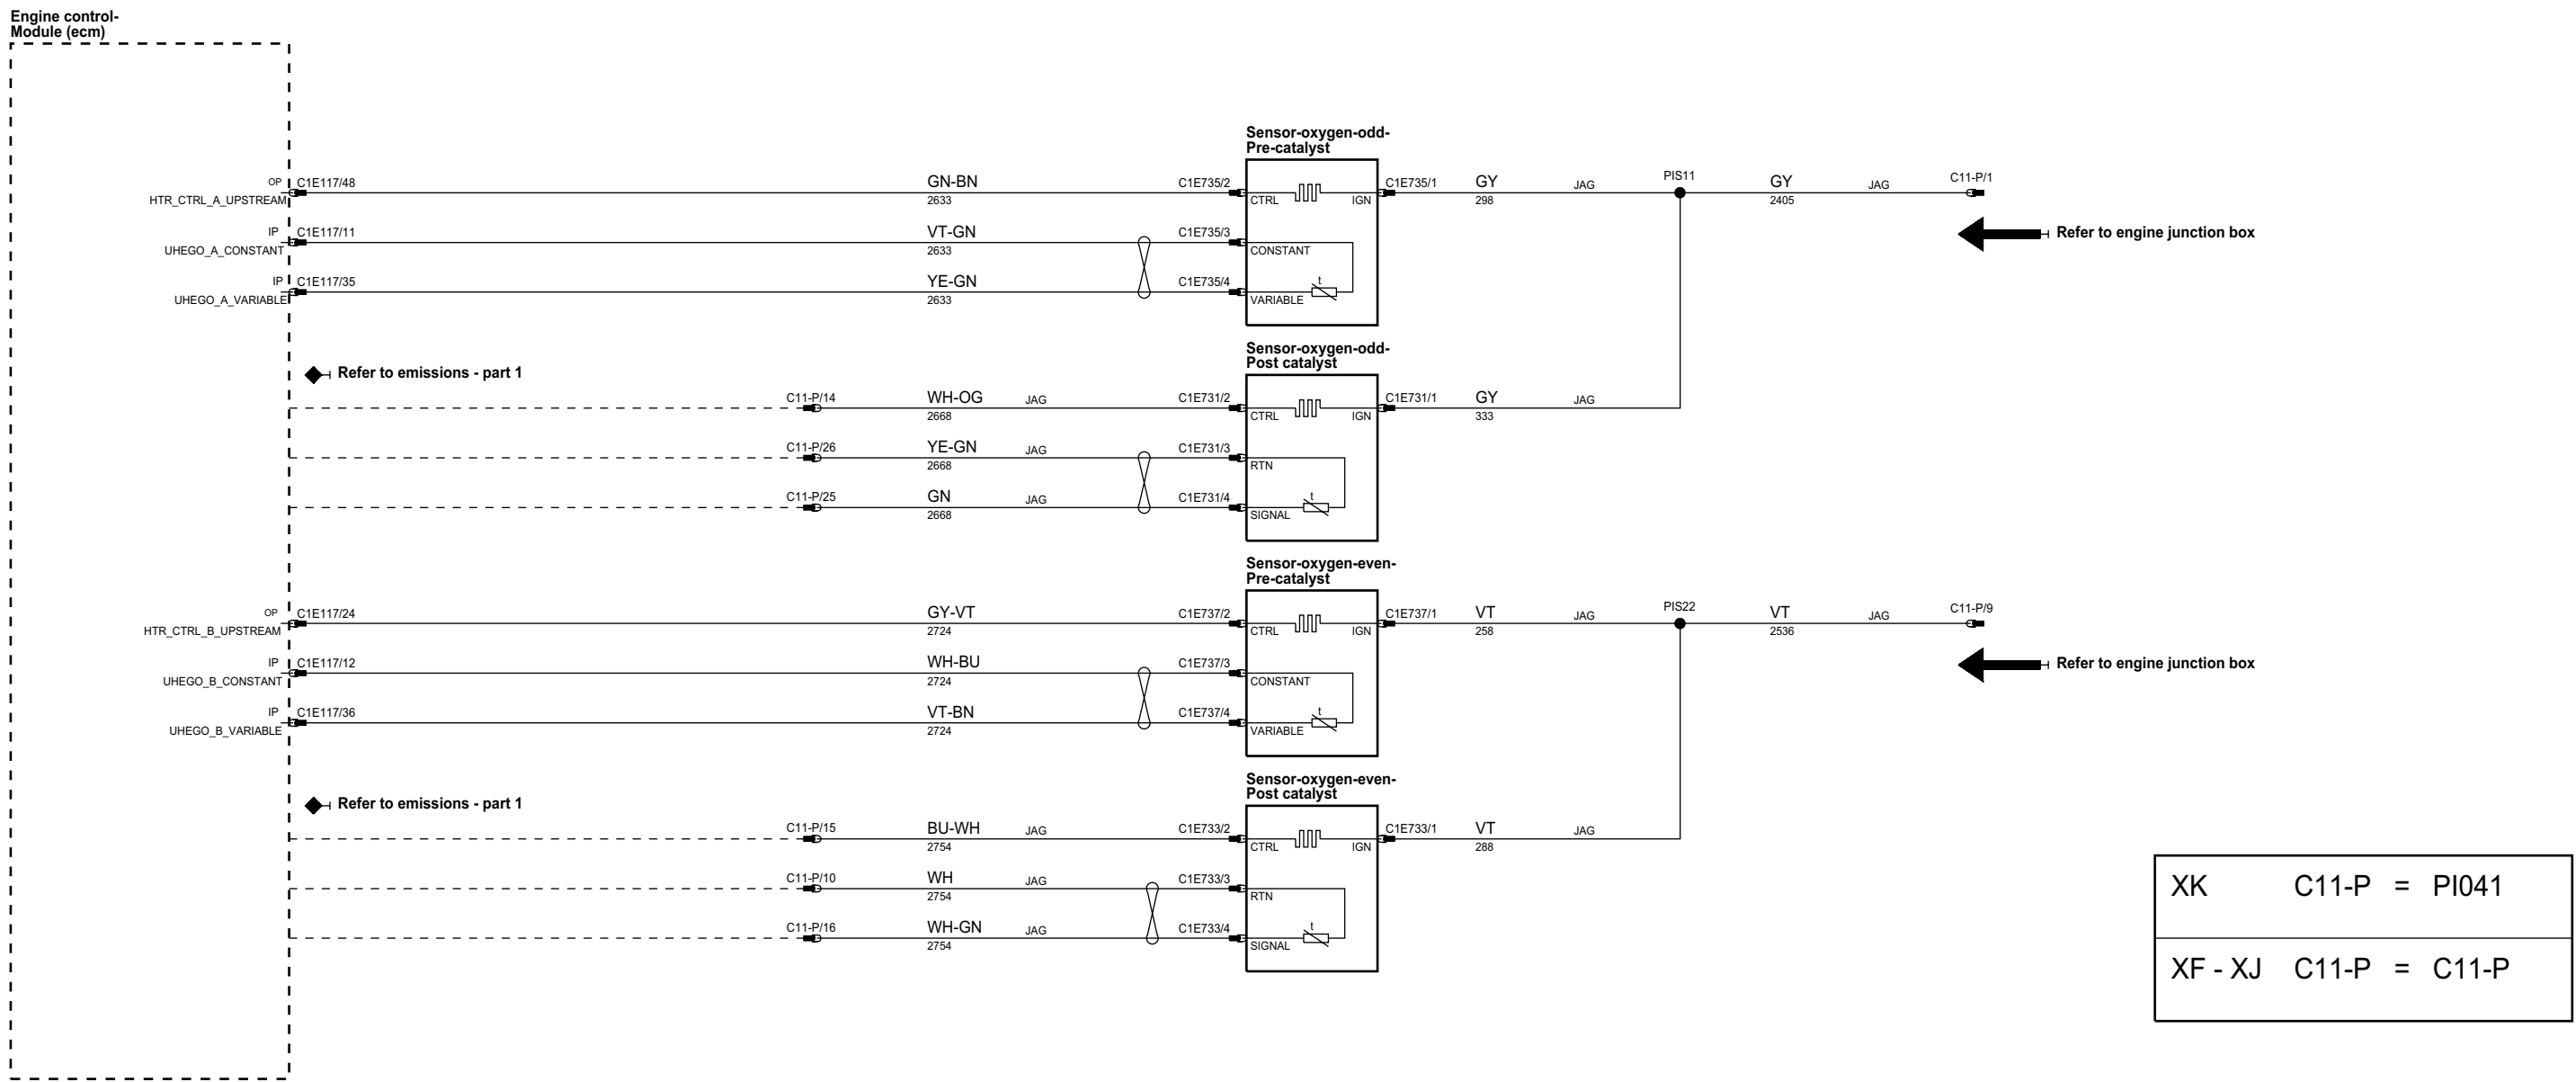 Engine control-
Module (ecm)
Sensor-oxygen-odd-
Pre-catalyst
OP C1E117/48 GN-BN C1E735/2 C1E735/1 GY JAG PIS11 GY JAG C11-P/1
HTR_CTRL_A_UPSTREAM 2633 CTRL IGN 298 2405
IP C1E117/11 VT-GN C1E735/3 Refer to engine junction box
UHEGO_A_CONSTANT 2633 CONSTANT
IP C1E117/35 YE-GN C1E735/4 t
UHEGO_A_VARIABLE 2633 VARIABLE
Sensor-oxygen-odd-
Post catalyst
Refer to emissions - part 1
C11-P/14 WH-OG JAG C1E731/2 C1E731/1 GY JAG
2668 CTRL IGN 333
C11-P/26 YE-GN JAG C1E731/3
2668 RTN
C11-P/25 GN JAG C1E731/4 t
2668 SIGNAL
Sensor-oxygen-even-
Pre-catalyst
OP C1E117/24 GY-VT C1E737/2 C1E737/1 VT JAG PIS22 VT JAG C11-P/9
HTR_CTRL_B_UPSTREAM 2724 CTRL IGN 258 2536
IP C1E117/12 WH-BU C1E737/3 Refer to engine junction box
UHEGO_B_CONSTANT 2724 CONSTANT
IP C1E117/36 VT-BN C1E737/4 t
UHEGO_B_VARIABLE 2724 VARIABLE
Sensor-oxygen-even-
Post catalyst
Refer to emissions - part 1
C11-P/15 BU-WH JAG C1E733/2 C1E733/1 VT JAG
2754 CTRL IGN 288
C11-P/10 WH JAG C1E733/3
2754 RTN
C11-P/16 WH-GN JAG C1E733/4 t
2754 SIGNAL
XK C11-P = PI041
XF - XJ C11-P = C11-P